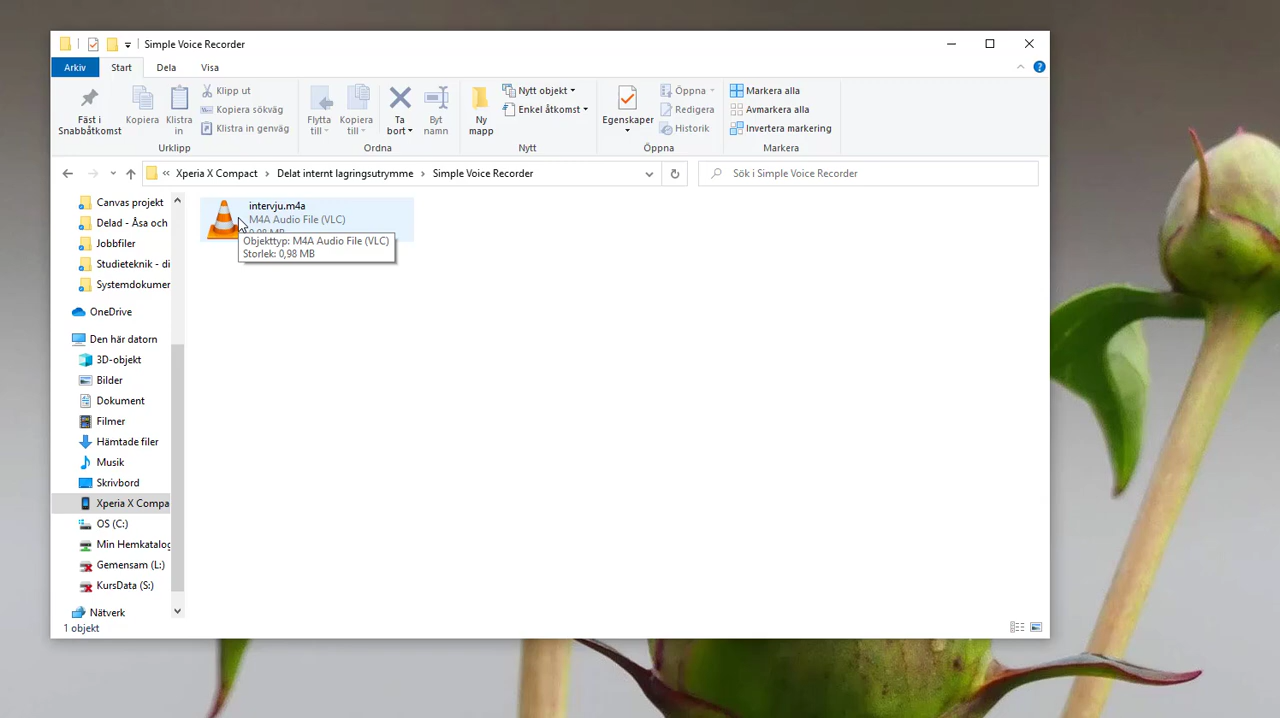 Simple Voice Recorder
Arkiv Start Dela Visa
Fäst i Snabbåtkomst
Kopiera
Klistra in
Klipp ut
Kopiera sökväg
Klistra in genväg
Urklipp
Flytta till
Kopiera till
Ta bort
Byt namn
Ordna
Ny mapp
Nytt objekt
Enkel åtkomst
Nytt
Egenskaper
Öppna
Redigera
Historik
Öppna
Markera alla
Avmarkera alla
Invertera markering
Markera
« Xperia X Compact › Delat internt lagringsutrymme › Simple Voice Recorder
Sök i Simple Voice Recorder
Canvas projekt
Delad - Åsa och
Jobbfiler
Studieteknik - di
Systemdokumer
OneDrive
Den här datorn
3D-objekt
Bilder
Dokument
Filmer
Hämtade filer
Musik
Skrivbord
Xperia X Compa
OS (C:)
Min Hemkatalog
Gemensam (L:)
KursData (S:)
Nätverk
intervju.m4a
M4A Audio File (VLC)
0,98 MB
Objekttyp: M4A Audio File (VLC)
Storlek: 0,98 MB
1 objekt